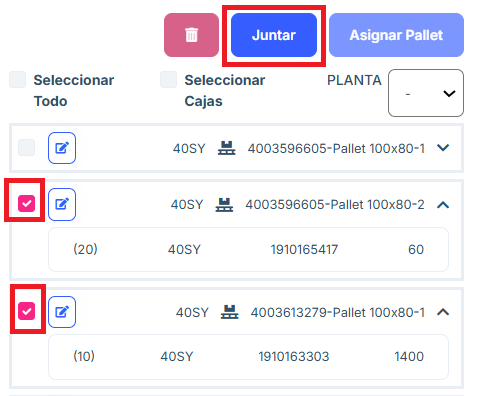 Juntar
Asignar Pallet
Seleccionar Todo
Seleccionar Cajas
PLANTA
-
40SY 4003596605-Pallet 100x80-1
40SY 4003596605-Pallet 100x80-2
(20) 40SY 1910165417 60
40SY 4003613279-Pallet 100x80-1
(10) 40SY 1910163303 1400